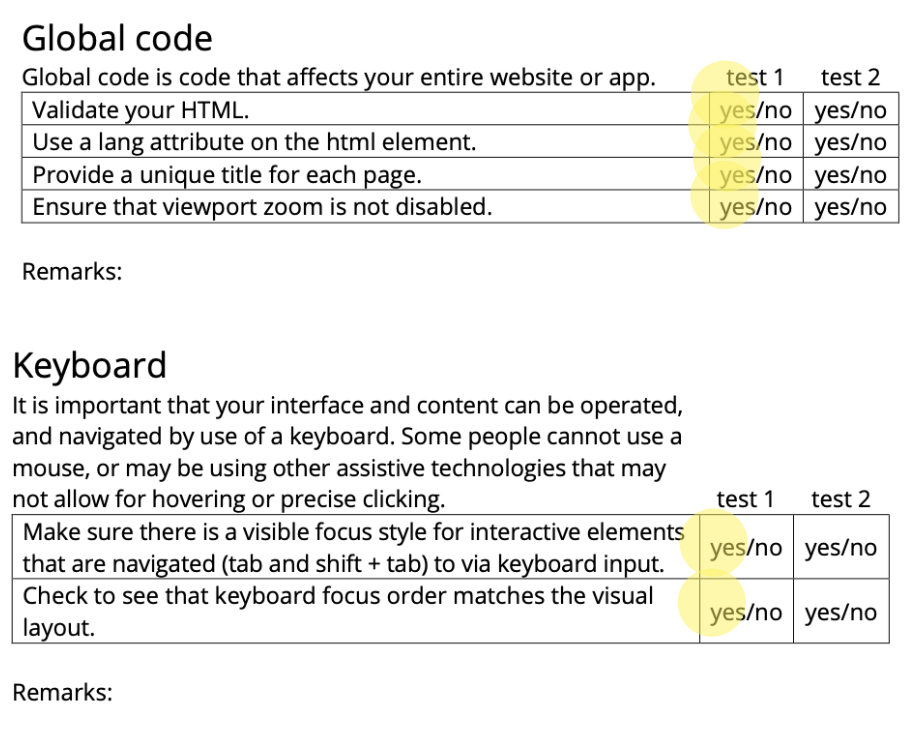 Global code
Global code is code that affects your entire website or app. test 1 test 2
Validate your HTML. yes/no yes/no
Use a lang attribute on the html element. yes/no yes/no
Provide a unique title for each page. yes/no yes/no
Ensure that viewport zoom is not disabled. yes/no yes/no
Remarks:
Keyboard
It is important that your interface and content can be operated,
and navigated by use of a keyboard. Some people cannot use a
mouse, or may be using other assistive technologies that may
not allow for hovering or precise clicking. test 1 test 2
Make sure there is a visible focus style for interactive elements
that are navigated (tab and shift + tab) to via keyboard input. yes/no yes/no
Check to see that keyboard focus order matches the visual
layout. yes/no yes/no
Remarks: